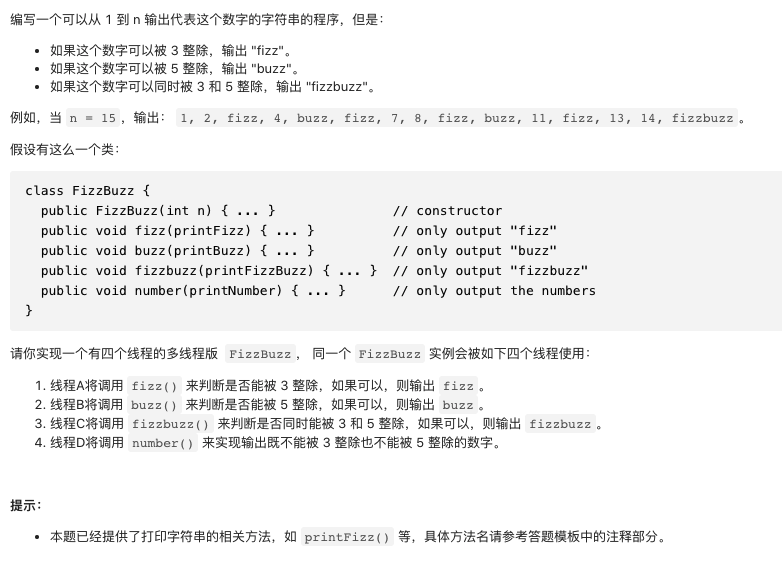 编写一个可以从 1 到 n 输出代表这个数字的字符串的程序，但是：
• 如果这个数字可以被 3 整除，输出 "fizz"。
• 如果这个数字可以被 5 整除，输出 "buzz"。
• 如果这个数字可以同时被 3 和 5 整除，输出 "fizzbuzz"。
例如，当 n = 15 ，输出： 1, 2, fizz, 4, buzz, fizz, 7, 8, fizz, buzz, 11, fizz, 13, 14, fizzbuzz 。
假设有这么一个类：
class FizzBuzz {
  public FizzBuzz(int n) { ... }               // constructor
  public void fizz(printFizz) { ... }          // only output "fizz"
  public void buzz(printBuzz) { ... }          // only output "buzz"
  public void fizzbuzz(printFizzBuzz) { ... }  // only output "fizzbuzz"
  public void number(printNumber) { ... }      // only output the numbers
}
请你实现一个有四个线程的多线程版 FizzBuzz ， 同一个 FizzBuzz 实例会被如下四个线程使用：
1. 线程A将调用 fizz() 来判断是否能被 3 整除，如果可以，则输出 fizz 。
2. 线程B将调用 buzz() 来判断是否能被 5 整除，如果可以，则输出 buzz 。
3. 线程C将调用 fizzbuzz() 来判断是否同时能被 3 和 5 整除，如果可以，则输出 fizzbuzz 。
4. 线程D将调用 number() 来实现输出既不能被 3 整除也不能被 5 整除的数字。
提示：
• 本题已经提供了打印字符串的相关方法，如 printFizz() 等，具体方法名请参考答题模板中的注释部分。